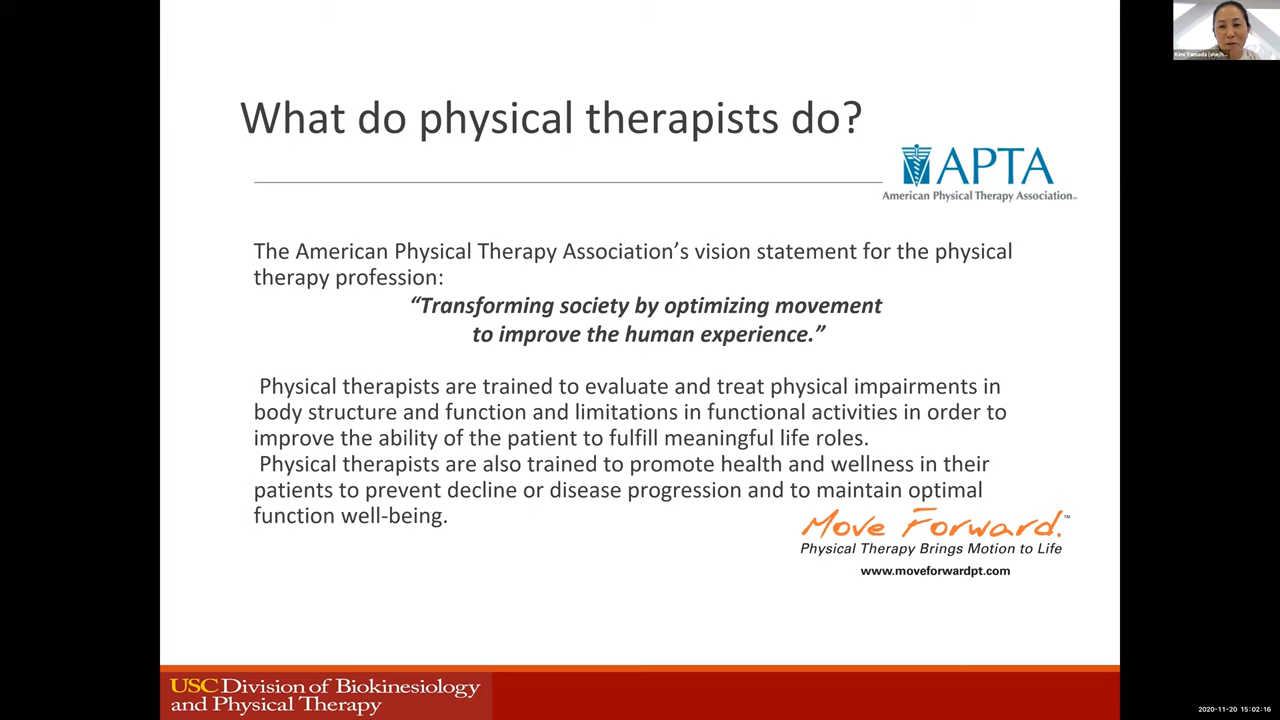 What do physical therapists do?
APTA
American Physical Therapy Association
The American Physical Therapy Association’s vision statement for the physical
therapy profession:
“Transforming society by optimizing movement
to improve the human experience.”
Physical therapists are trained to evaluate and treat physical impairments in
body structure and function and limitations in functional activities in order to
improve the ability of the patient to fulfill meaningful life roles.
Physical therapists are also trained to promote health and wellness in their
patients to prevent decline or disease progression and to maintain optimal
function well-being.
Move Forward.™
Physical Therapy Brings Motion to Life
www.moveforwardpt.com
USC Division of Biokinesiology
and Physical Therapy
Kimi Yamada (she/h...
2020-11-20 15:02:16